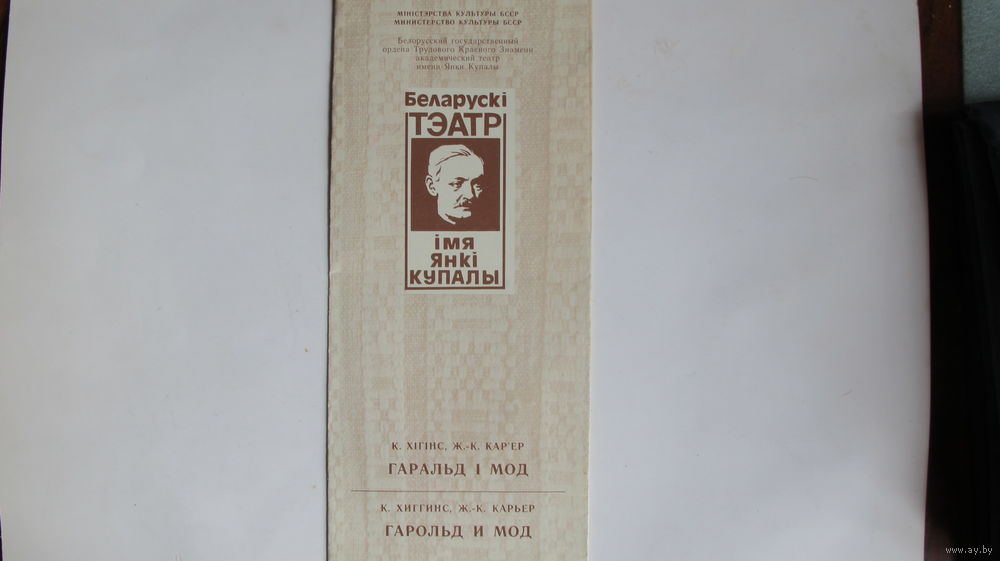 МІНІСТЭРСТВА КУЛЬТУРЫ БССР
МИНИСТЕРСТВО КУЛЬТУРЫ БССР
Белорусский государственный
ордена Трудового Красного Знамени
академический театр
имени Янки Купалы
Беларускі
ТЭАТР
імя
Янкі
Купалы
К. ХІГІНС, Ж.-К. КАР'ЕР
ГАРАЛЬД І МОД
К. ХИГГИНС, Ж.-К. КАРЬЕР
ГАРОЛЬД И МОД
www.ay.by